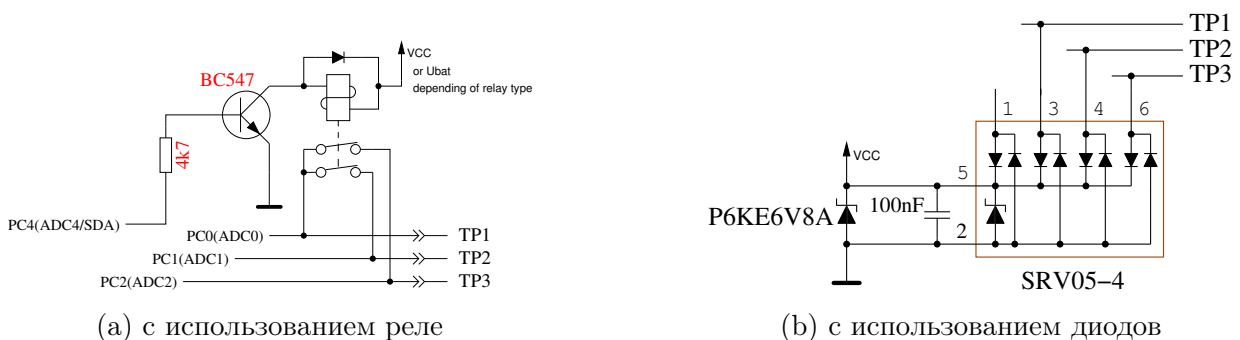 BC547
VCC
or Ubat
depending of relay type
4k7
PC4(ADC4/SDA)
PC0(ADC0)
TP1
PC1(ADC1)
TP2
PC2(ADC2)
TP3
(a) с использованием реле
TP1
TP2
TP3
1
3
4
6
VCC
5
P6KE6V8A
100nF
2
SRV05−4
(b) с использованием диодов